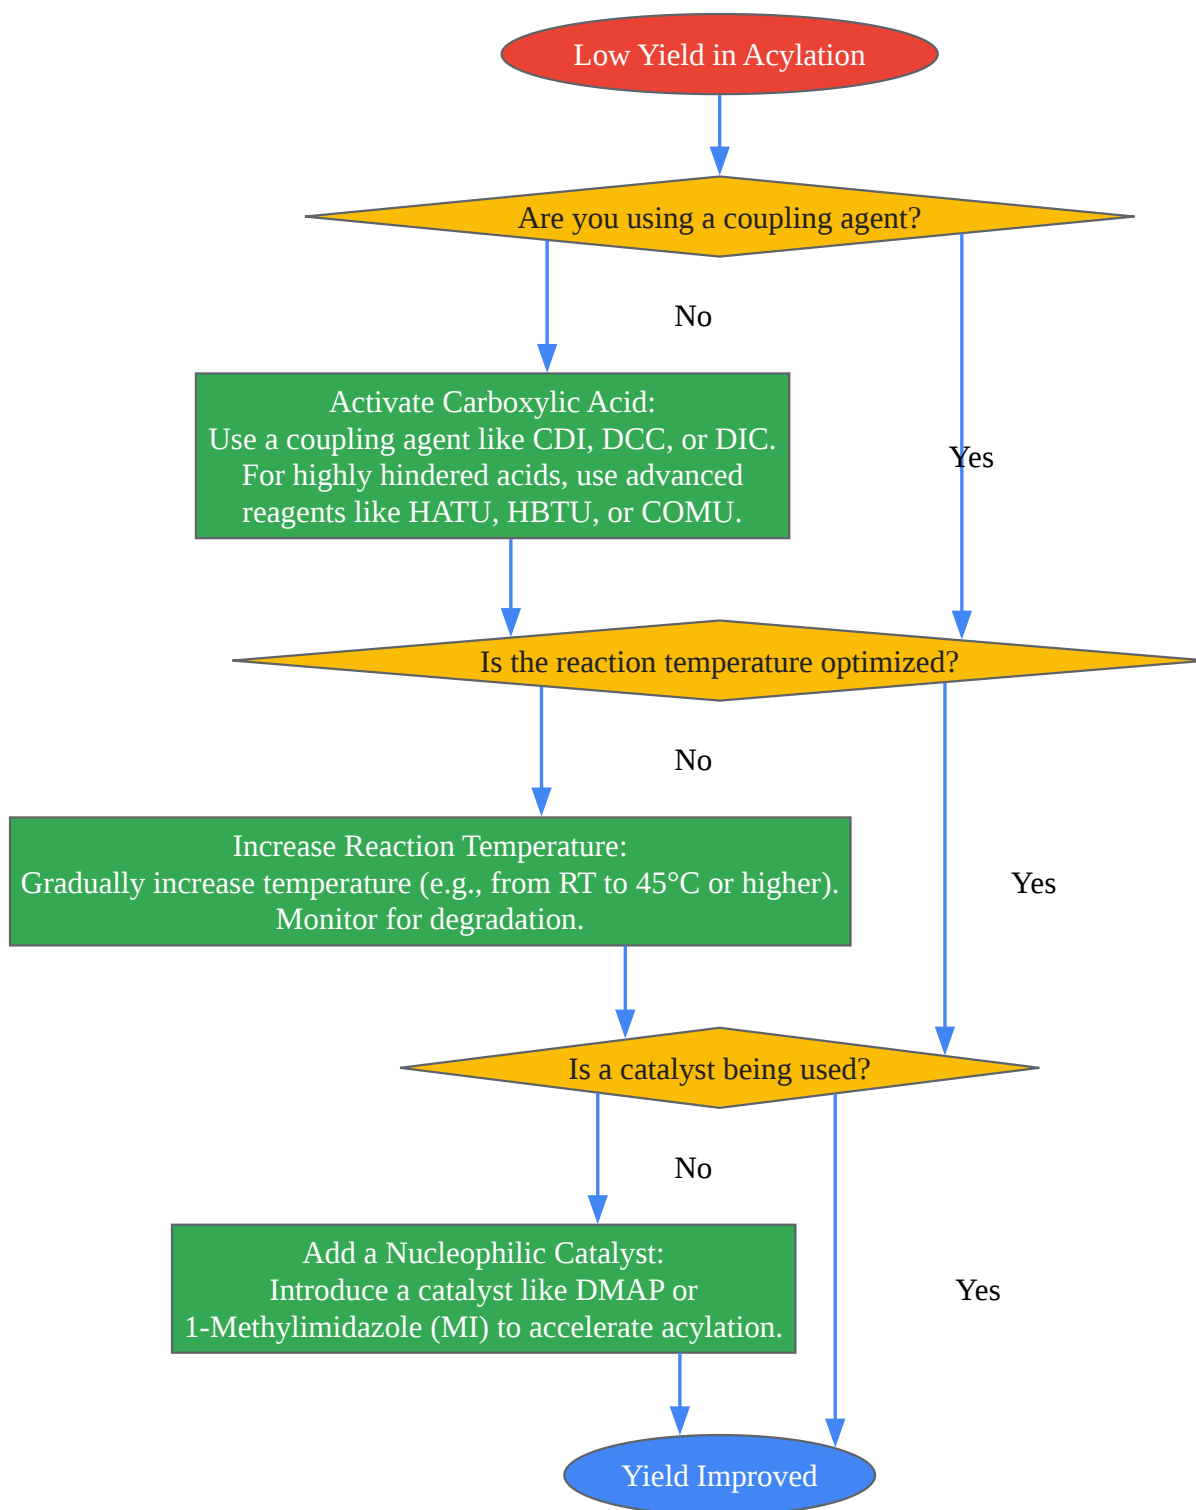 Low Yield in Acylation
Are you using a coupling agent?
No
Activate Carboxylic Acid:
Use a coupling agent like CDI, DCC, or DIC.
For highly hindered acids, use advanced
reagents like HATU, HBTU, or COMU.
Yes
Is the reaction temperature optimized?
No
Increase Reaction Temperature:
Gradually increase temperature (e.g., from RT to 45°C or higher).
Monitor for degradation.
Yes
Is a catalyst being used?
No
Add a Nucleophilic Catalyst:
Introduce a catalyst like DMAP or
1-Methylimidazole (MI) to accelerate acylation.
Yes
Yield Improved